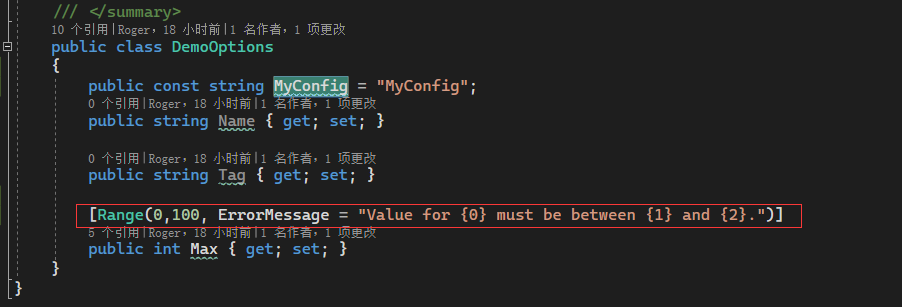 /// </summary>
10 个引用|Roger，18 小时前|1 名作者，1 项更改
public class DemoOptions
{
public const string MyConfig = "MyConfig";
0 个引用|Roger，18 小时前|1 名作者，1 项更改
public string Name { get; set; }
0 个引用|Roger，18 小时前|1 名作者，1 项更改
public string Tag { get; set; }
[Range(0,100, ErrorMessage = "Value for {0} must be between {1} and {2}.")]
5 个引用|Roger，18 小时前|1 名作者，1 项更改
public int Max { get; set; }
}
}